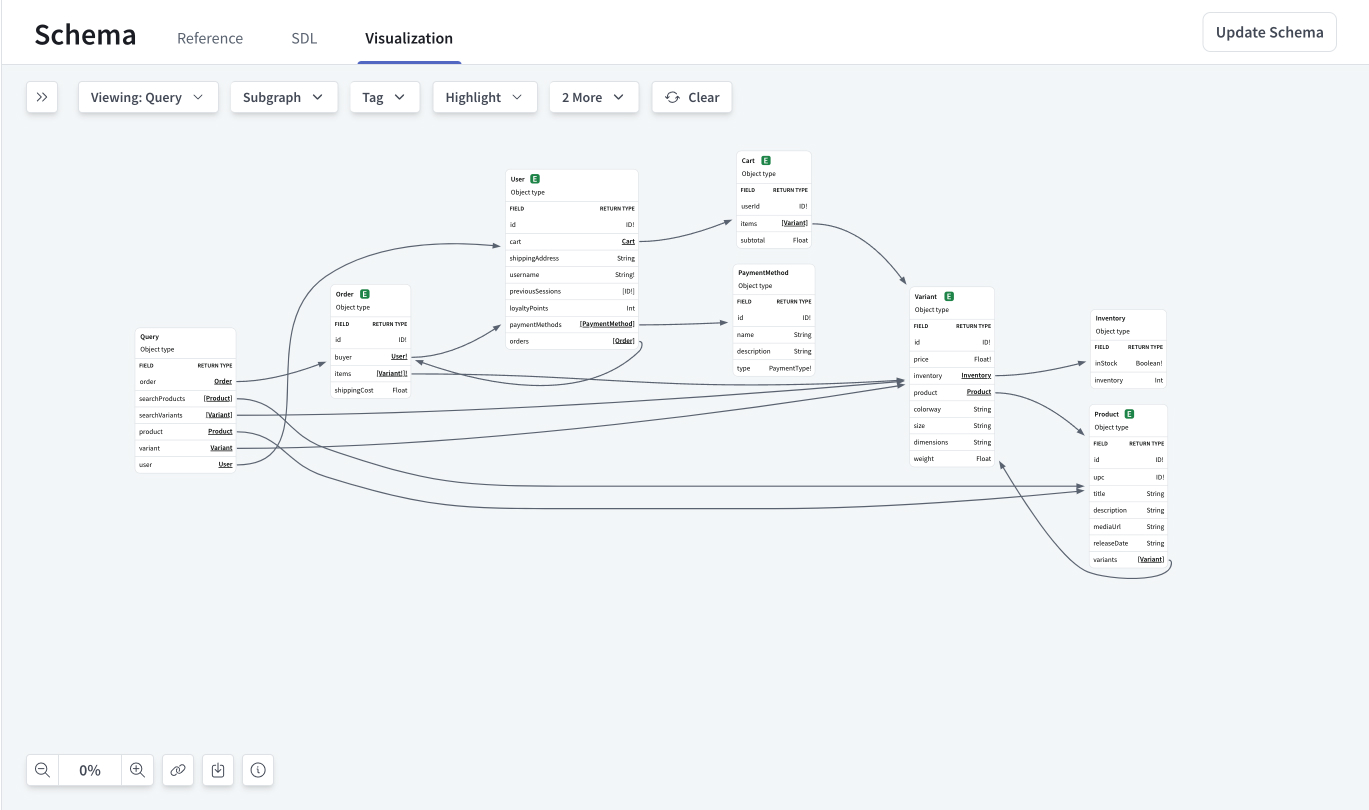 Schema
Reference
SDL
Visualization
Update Schema
Viewing: Query
Subgraph
Tag
Highlight
2 More
Clear
Query
Object type
FIELD RETURN TYPE
order Order
searchProducts [Product]
searchVariants [Variant]
product Product
variant Variant
user User
Order E
Object type
FIELD RETURN TYPE
id ID!
buyer User!
items [Variant!]!
shippingCost Float
User E
Object type
FIELD RETURN TYPE
id ID!
cart Cart
shippingAddress String
username String!
previousSessions [ID!]
loyaltyPoints Int
paymentMethods [PaymentMethod]
orders [Order]
Cart E
Object type
FIELD RETURN TYPE
userId ID!
items [Variant]
subtotal Float
PaymentMethod
Object type
FIELD RETURN TYPE
id ID!
name String
description String
type PaymentType!
Variant E
Object type
FIELD RETURN TYPE
id ID!
price Float!
inventory Inventory
product Product
colorway String
size String
dimensions String
weight Float
Inventory
Object type
FIELD RETURN TYPE
inStock Boolean!
inventory Int
Product E
Object type
FIELD RETURN TYPE
id ID!
upc ID!
title String
description String
mediaUrl String
releaseDate String
variants [Variant]
0%